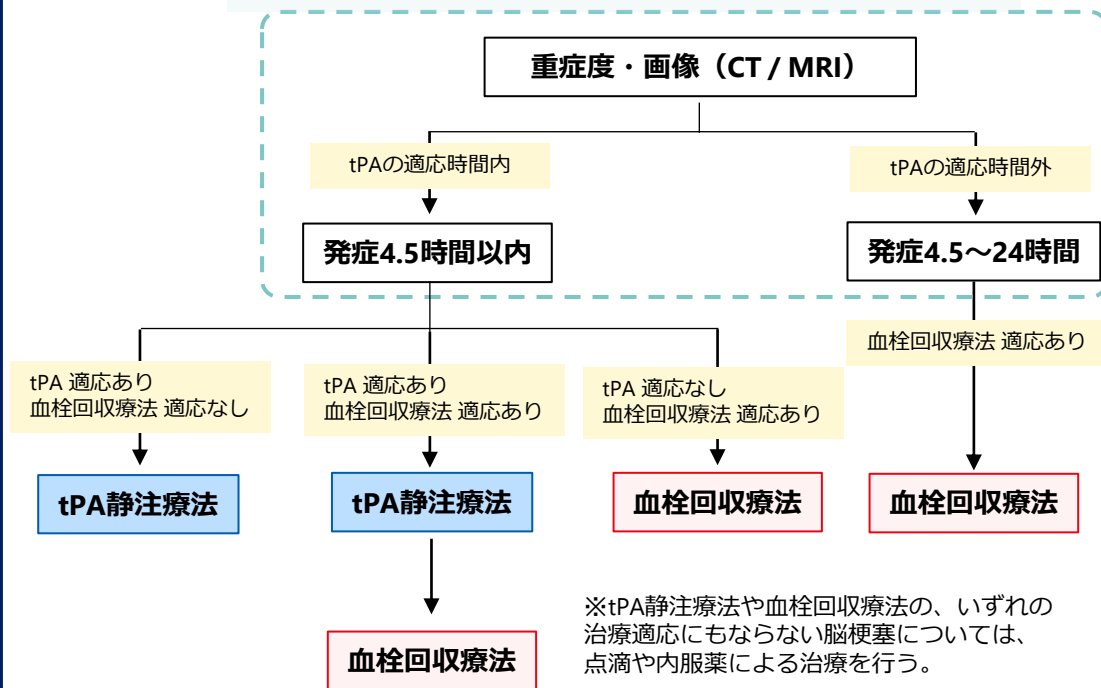 重症度・画像（CT / MRI）
tPAの適応時間内
tPAの適応時間外
発症4.5時間以内
発症4.5～24時間
血栓回収療法 適応あり
tPA 適応あり
血栓回収療法 適応なし
tPA 適応あり
血栓回収療法 適応あり
tPA 適応なし
血栓回収療法 適応あり
tPA静注療法
tPA静注療法
血栓回収療法
血栓回収療法
血栓回収療法
※tPA静注療法や血栓回収療法の、いずれの
治療適応にもならない脳梗塞については、
点滴や内服薬による治療を行う。